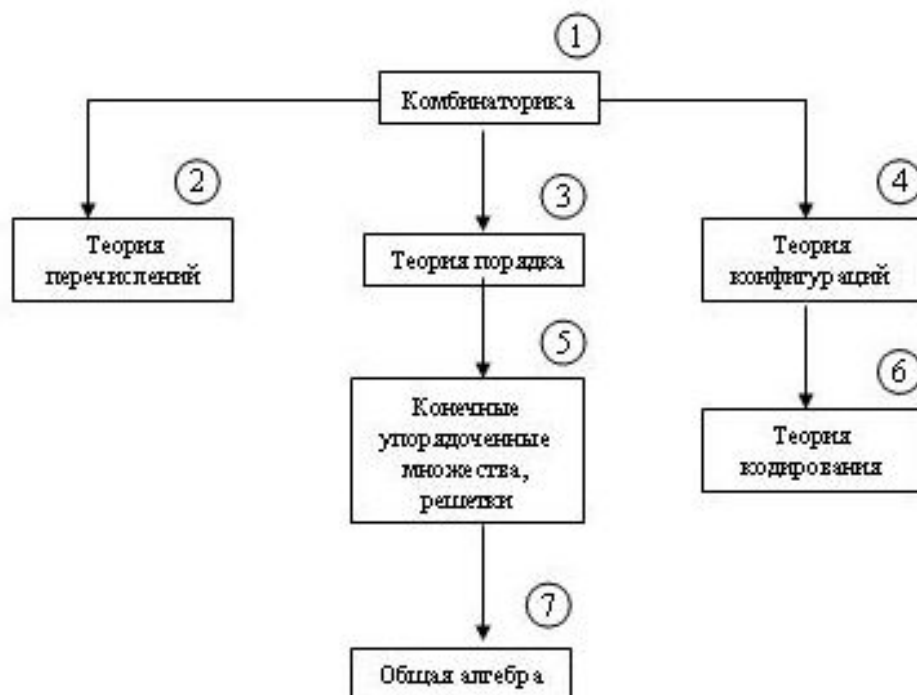 1
Комбинаторика
2
Теория
перечислений
3
Теория порядка
4
Теория
конфигураций
5
Конечные
упорядоченные
множества,
решетки
6
Теория
кодирования
7
Общая алгебра